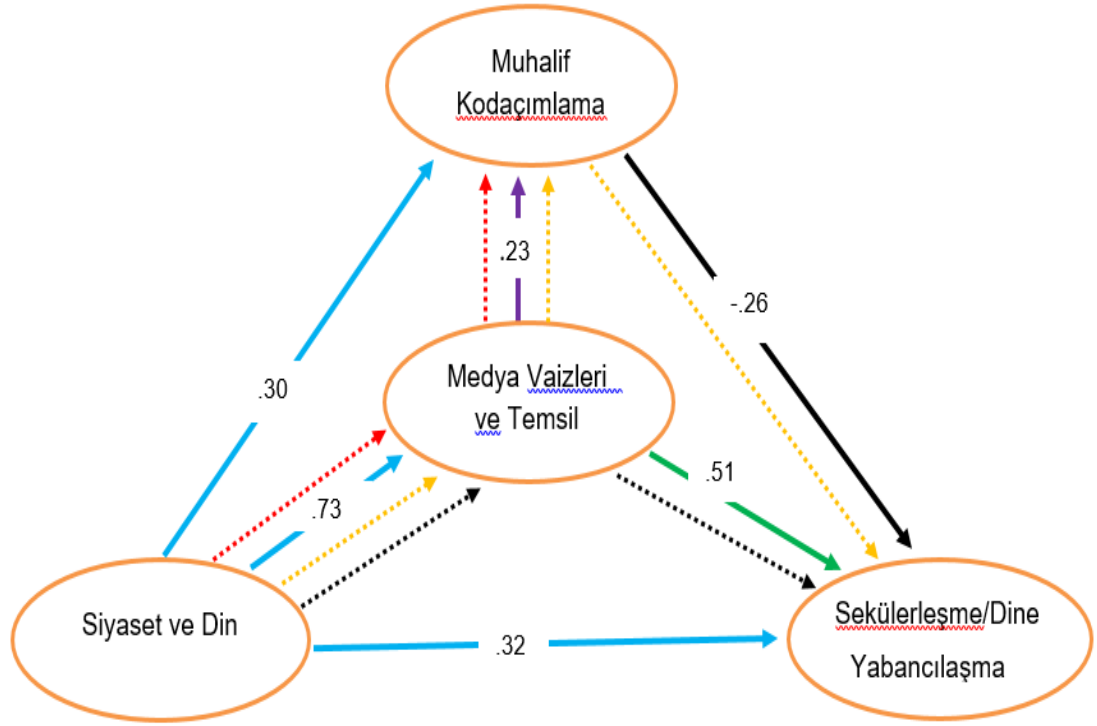 Muhalif
Kodaçımlama
.23
-.26
.30
Medya Vaizleri
ve Temsil
.51
.73
Siyaset ve Din
.32
Sekülerleşme/Dine
Yabancılaşma